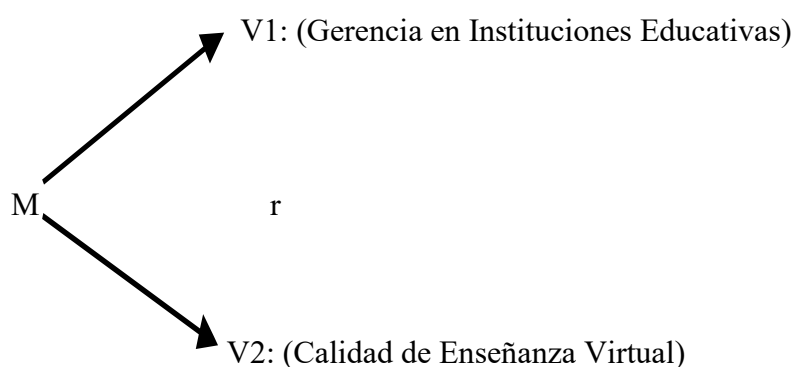 V1: (Gerencia en Instituciones Educativas)
M r
V2: (Calidad de Enseñanza Virtual)